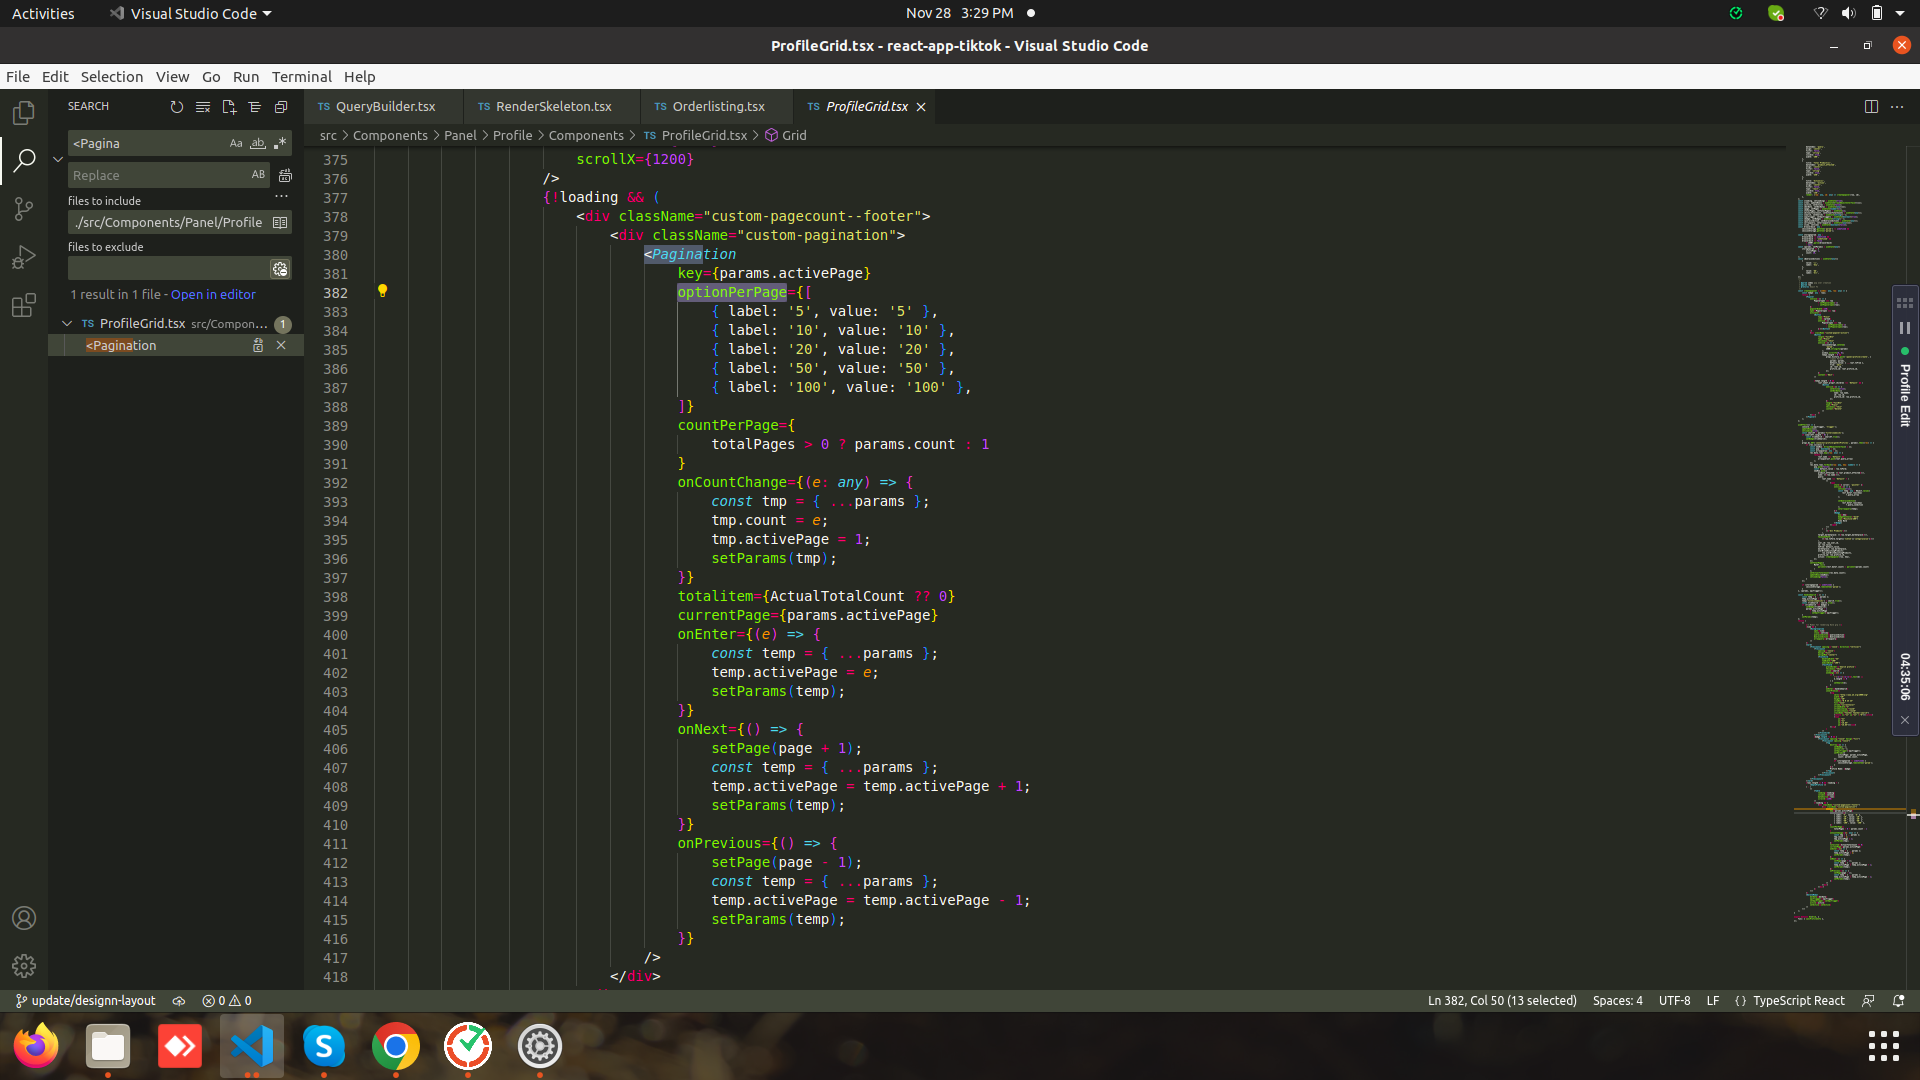 Activities
Visual Studio Code
Nov 28 3:29 PM
ProfileGrid.tsx - react-app-tiktok - Visual Studio Code
File Edit Selection View Go Run Terminal Help
SEARCH
<Pagina
Aa ab
Replace
AB
files to include
./src/Components/Panel/Profile
files to exclude
1 result in 1 file - Open in editor
TS ProfileGrid.tsx src/Compon... 1
<Pagination
TS QueryBuilder.tsx
TS RenderSkeleton.tsx
TS Orderlisting.tsx
TS ProfileGrid.tsx
src > Components > Panel > Profile > Components > TS ProfileGrid.tsx > Grid
375 scrollX={1200}
376 />
377 {!loading && (
378 <div className="custom-pagecount--footer">
379 <div className="custom-pagination">
380 <Pagination
381 key={params.activePage}
382 optionPerPage={[
383 { label: '5', value: '5' },
384 { label: '10', value: '10' },
385 { label: '20', value: '20' },
386 { label: '50', value: '50' },
387 { label: '100', value: '100' },
388 ]}
389 countPerPage={
390 totalPages > 0 ? params.count : 1
391 }
392 onCountChange={(e: any) => {
393 const tmp = { ...params };
394 tmp.count = e;
395 tmp.activePage = 1;
396 setParams(tmp);
397 }}
398 totalitem={ActualTotalCount ?? 0}
399 currentPage={params.activePage}
400 onEnter={(e) => {
401 const temp = { ...params };
402 temp.activePage = e;
403 setParams(temp);
404 }}
405 onNext={() => {
406 setPage(page + 1);
407 const temp = { ...params };
408 temp.activePage = temp.activePage + 1;
409 setParams(temp);
410 }}
411 onPrevious={() => {
412 setPage(page - 1);
413 const temp = { ...params };
414 temp.activePage = temp.activePage - 1;
415 setParams(temp);
416 }}
417 />
418 </div>
Profile Edit
04:35:06
update/designn-layout
0 0
Ln 382, Col 50 (13 selected)
Spaces: 4
UTF-8
LF
{} TypeScript React